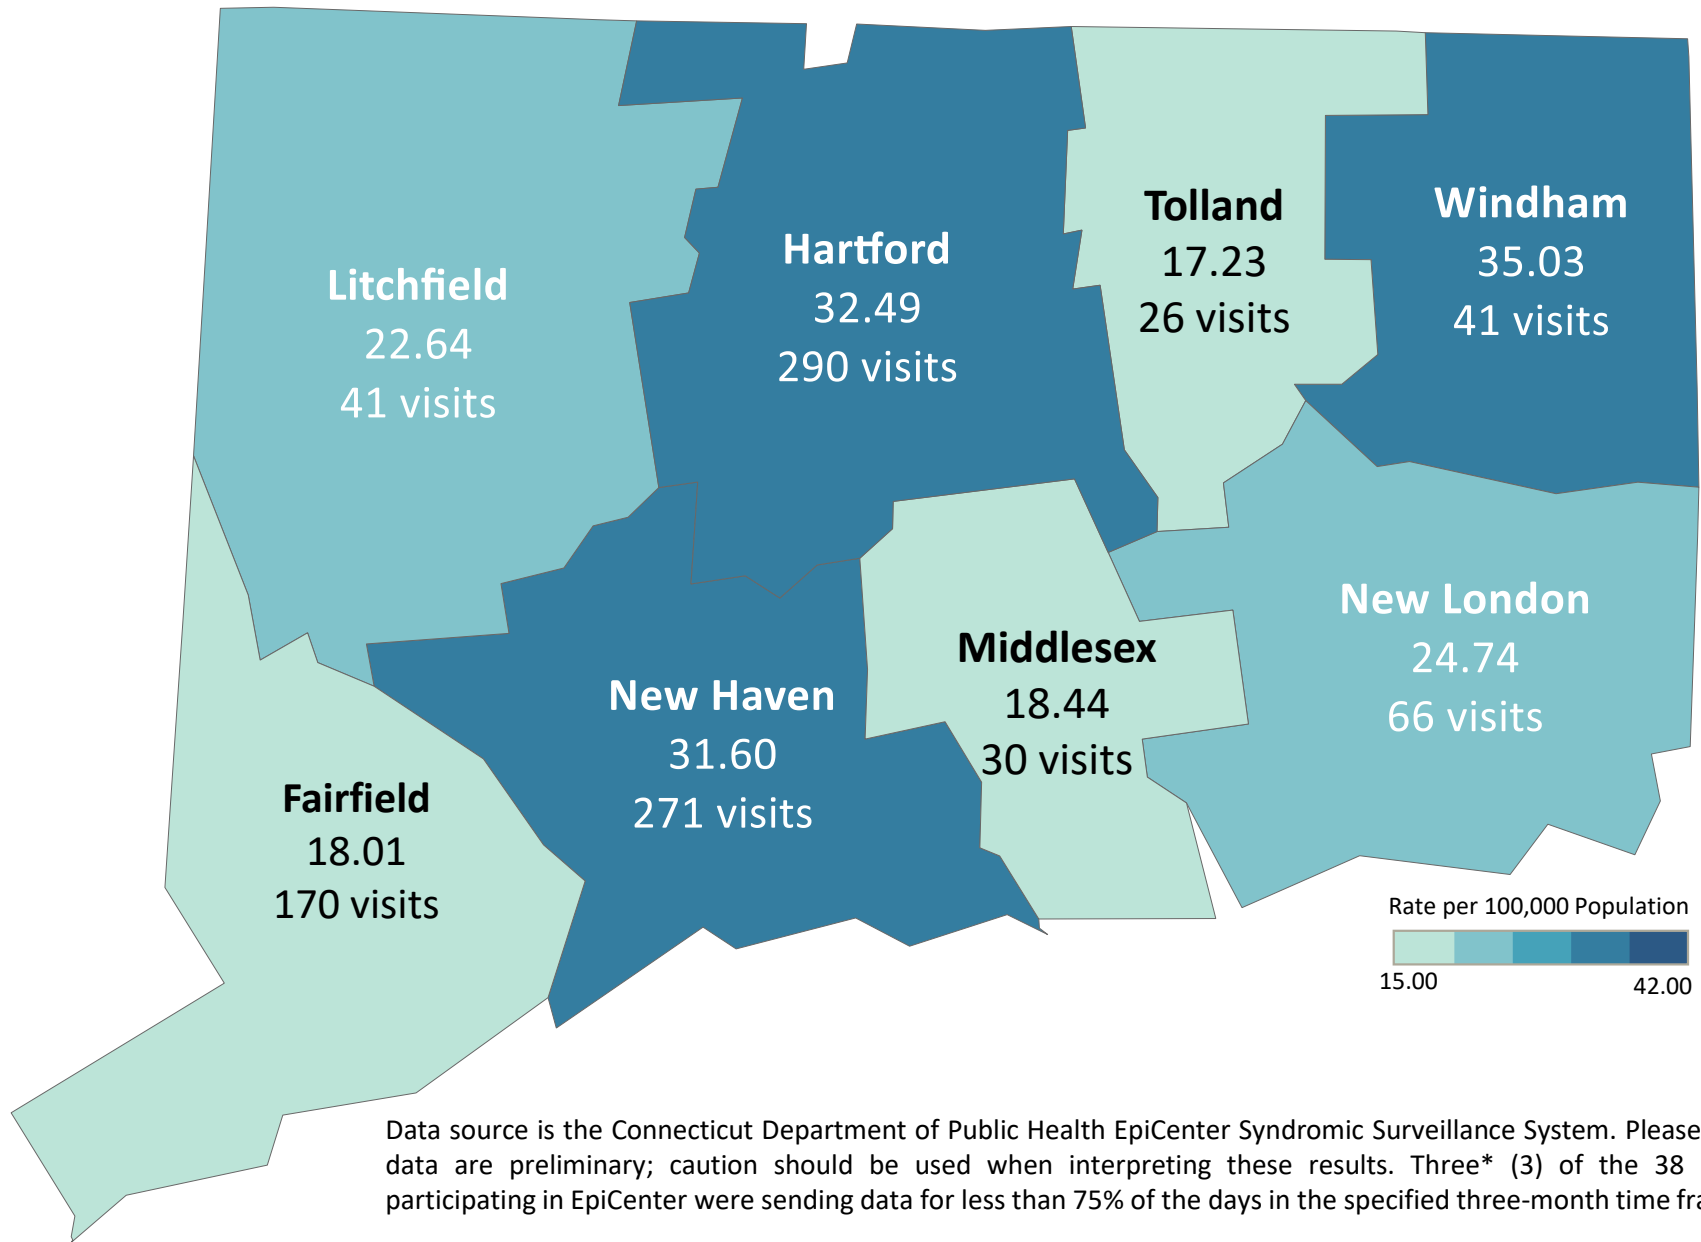 Tolland
17.23
26 visits
Windham
35.03
41 visits
Hartford
32.49
290 visits
Litchfield
22.64
41 visits
New London
24.74
66 visits
Middlesex
18.44
30 visits
New Haven
31.60
271 visits
Fairfield
18.01
170 visits
Rate per 100,000 Population
15.00
42.00
Data source is the Connecticut Department of Public Health EpiCenter Syndromic Surveillance System. Please
data are preliminary; caution should be used when interpreting these results. Three* (3) of the 38
participating in EpiCenter were sending data for less than 75% of the days in the specified three-month time